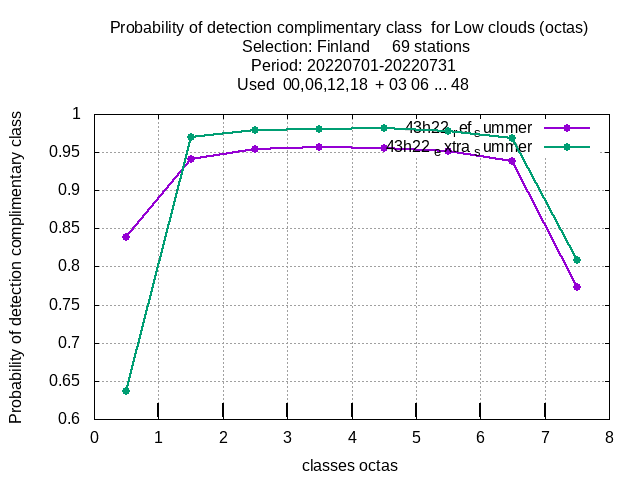 Probability of detection complimentary class  for Low clouds (octas)
Selection: Finland     69 stations
Period: 20220701-20220731
Used  00,06,12,18  + 03 06 ... 48
Probability of detection complimentary class
1
0.95
0.9
0.85
0.8
0.75
0.7
0.65
0.6
43h22_ref_summer
43h22_extra_summer
0 1 2 3 4 5 6 7 8
classes octas